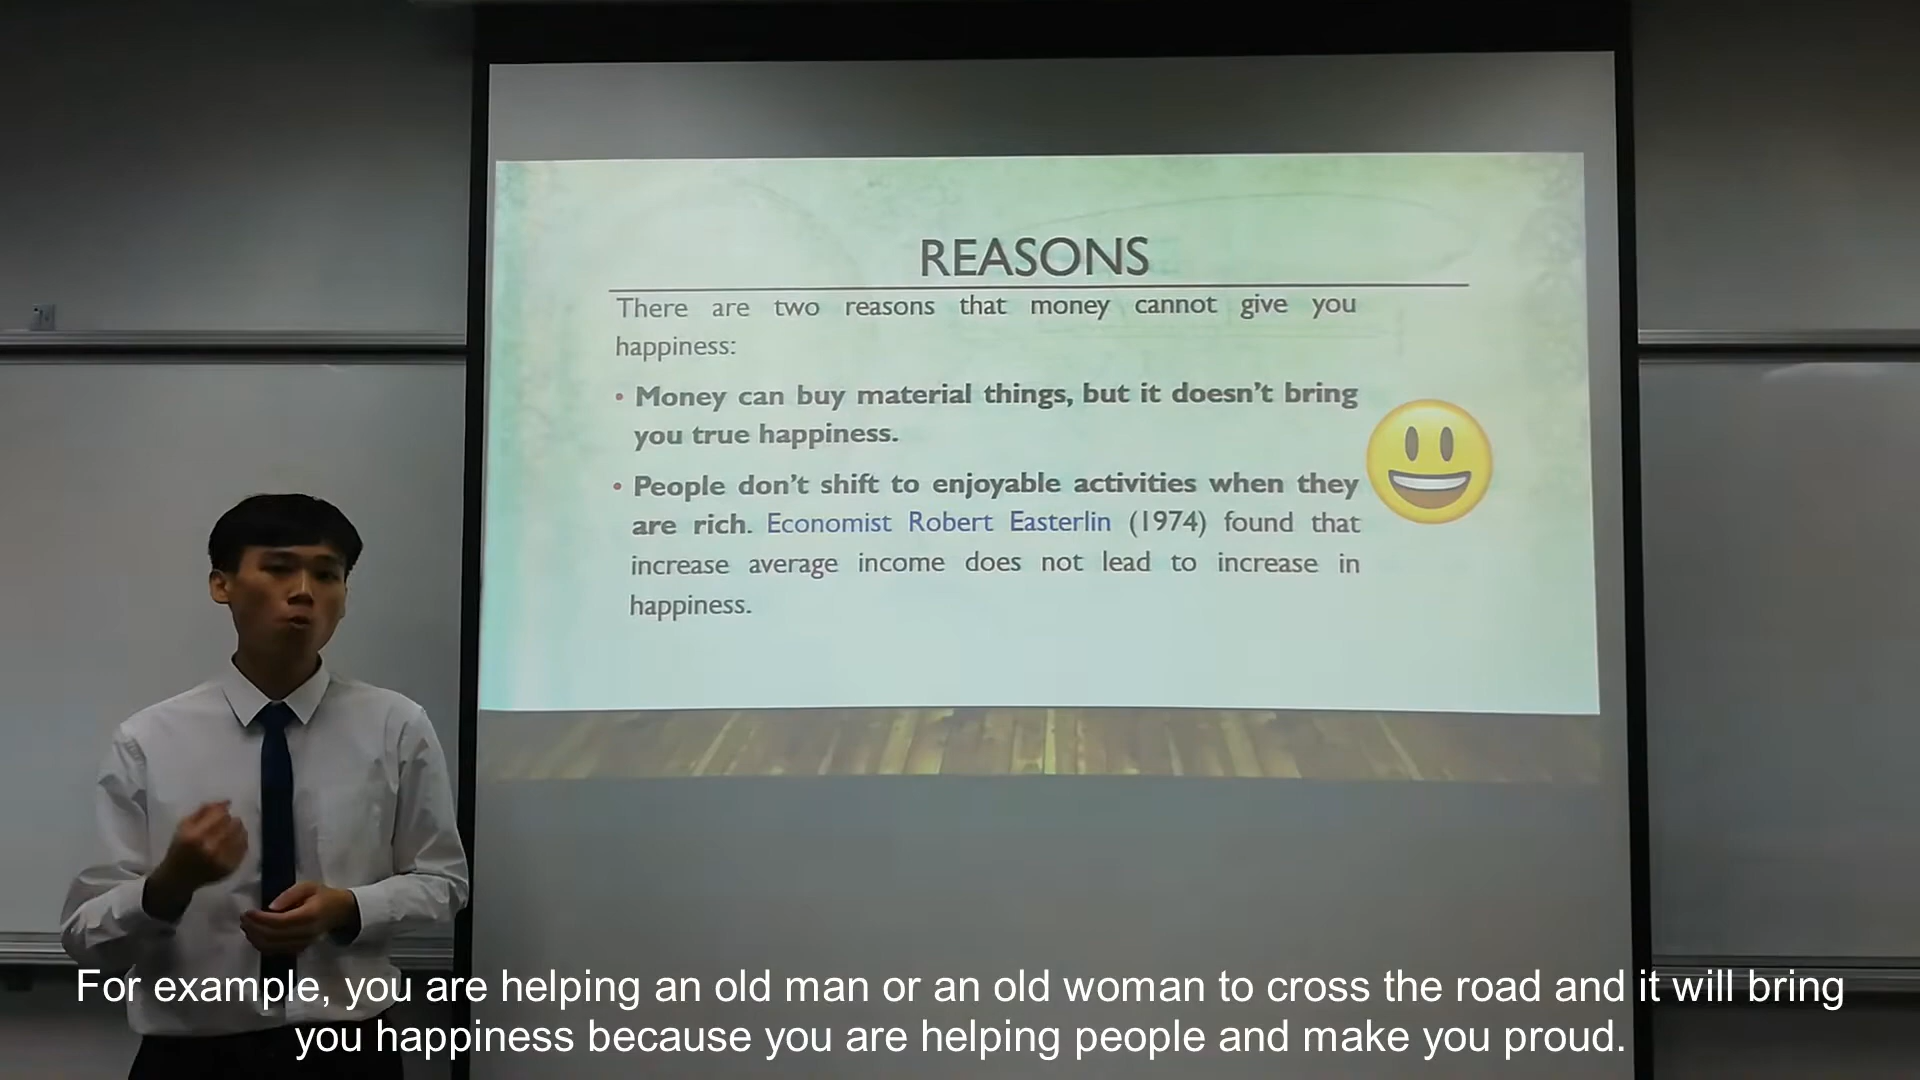 REASONS
There are two reasons that money cannot give you
happiness:
• Money can buy material things, but it doesn't bring
you true happiness.
• People don't shift to enjoyable activities when they
are rich. Economist Robert Easterlin (1974) found that
increase average income does not lead to increase in
happiness.
For example, you are helping an old man or an old woman to cross the road and it will bring
you happiness because you are helping people and make you proud.